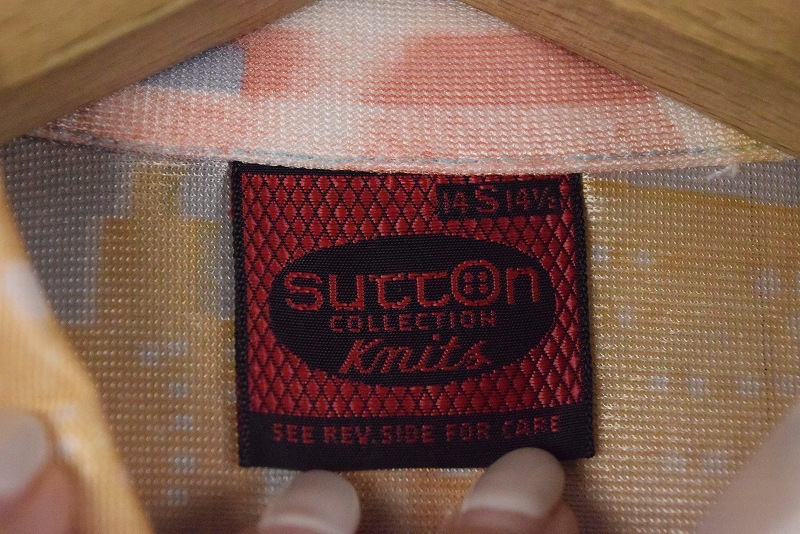 14 S 14½
sutton
COLLECTION
Knits
SEE REV. SIDE FOR CARE